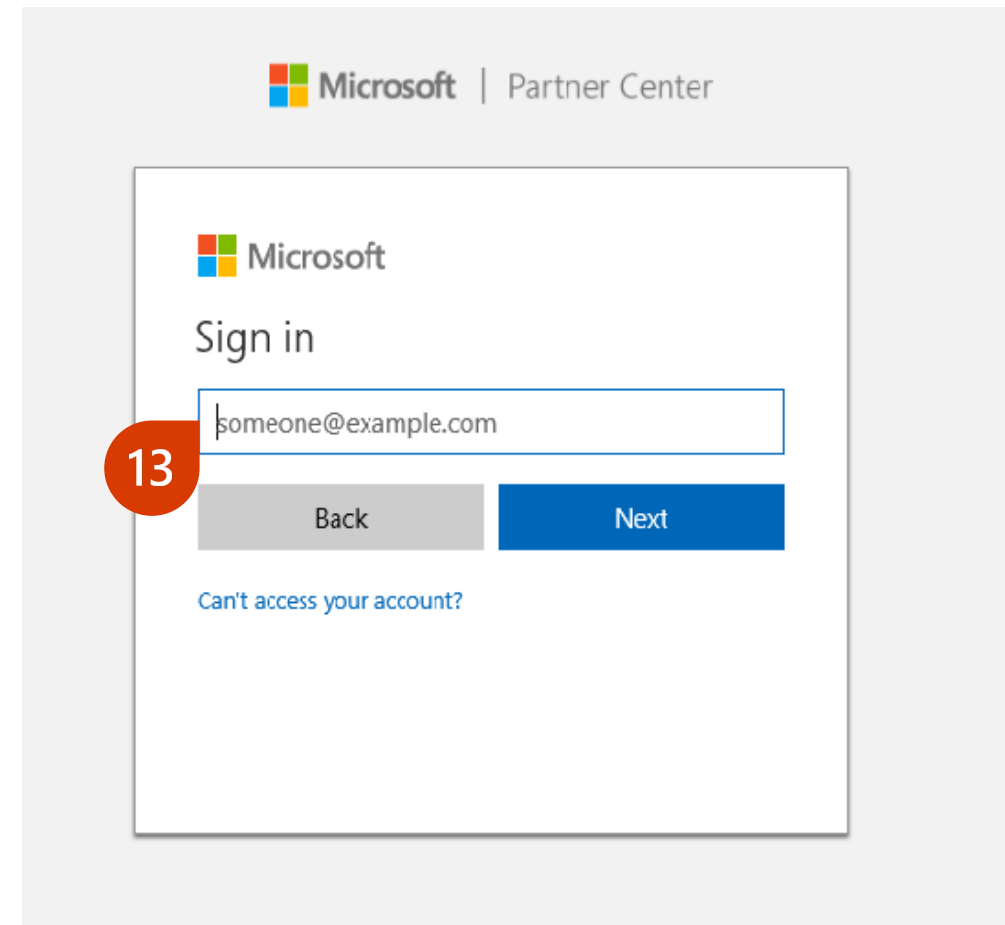 Microsoft | Partner Center
Microsoft
Sign in
someone@example.com
13
Back Next
Can't access your account?